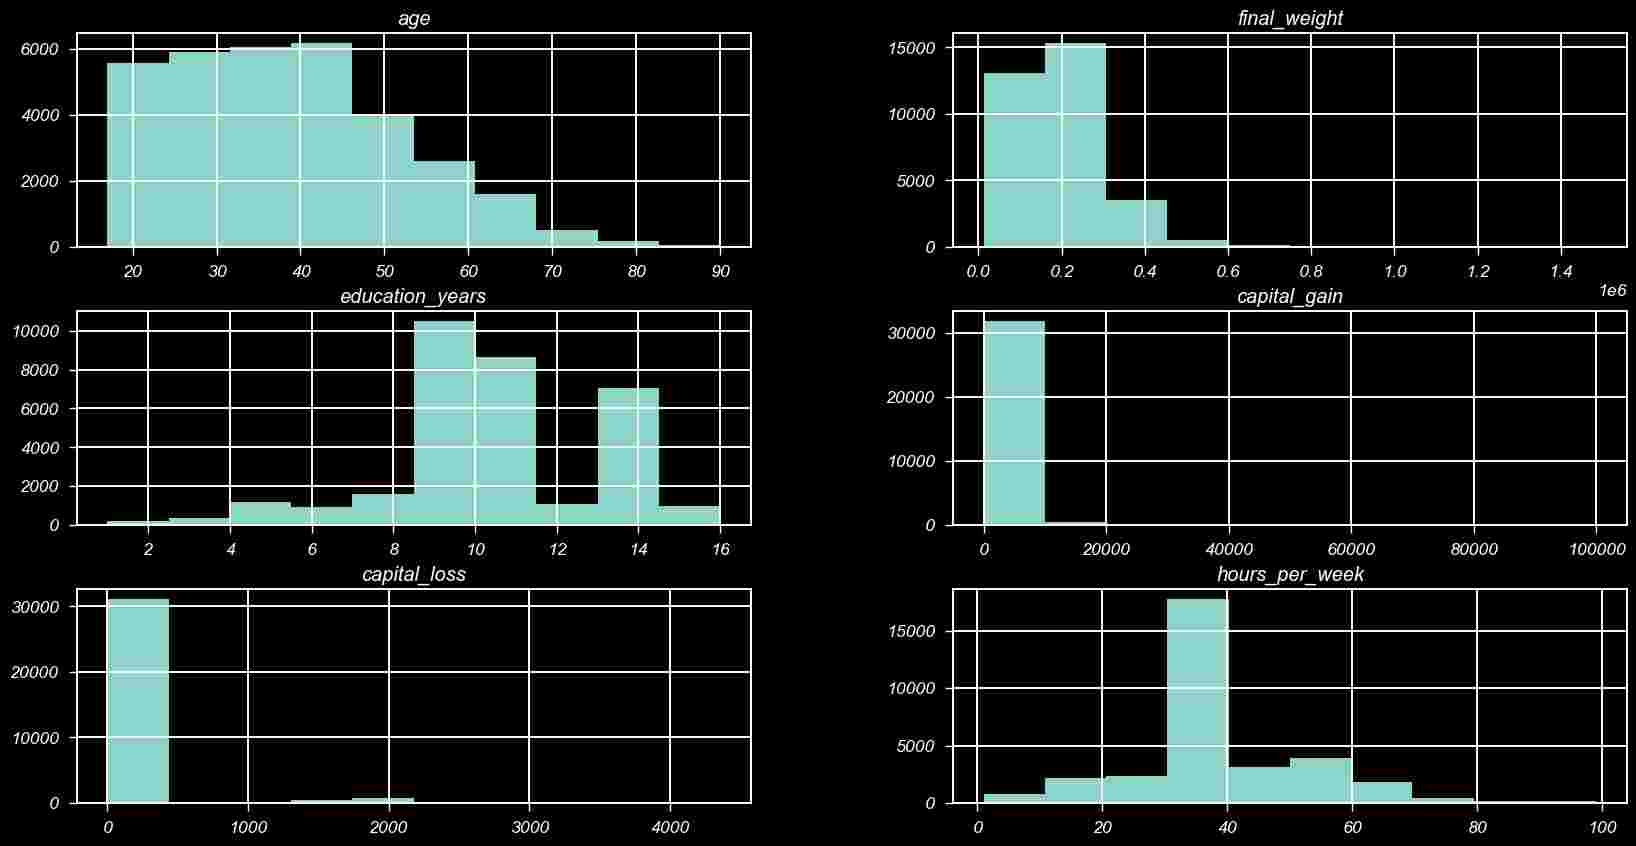 age
6000
4000
2000
0
20 30 40 50 60 70 80 90
final_weight
15000
10000
5000
0
0.0 0.2 0.4 0.6 0.8 1.0 1.2 1.4
1e6
education_years
10000
8000
6000
4000
2000
0
2 4 6 8 10 12 14 16
capital_gain
30000
20000
10000
0
0 20000 40000 60000 80000 100000
capital_loss
30000
20000
10000
0
0 1000 2000 3000 4000
hours_per_week
15000
10000
5000
0
0 20 40 60 80 100